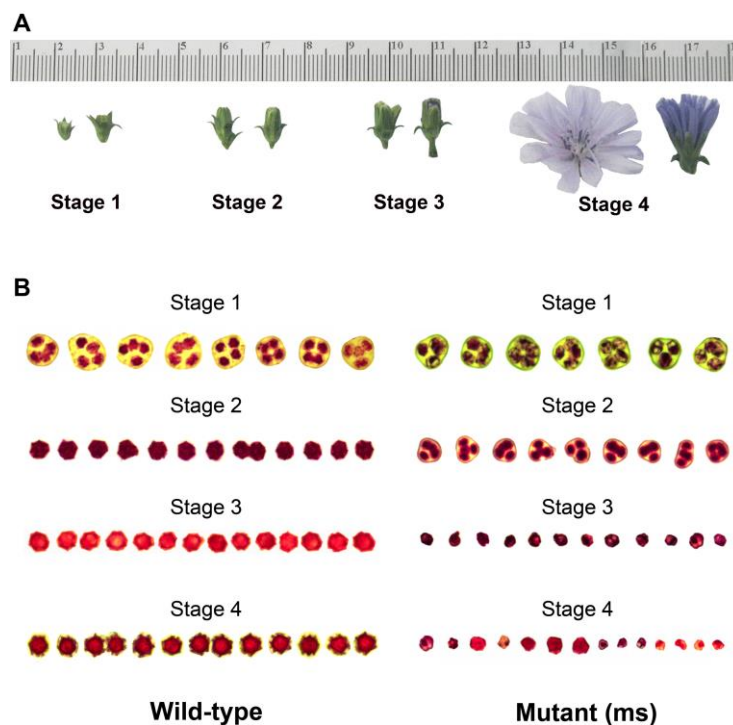 A
1 2 3 4 5 6 7 8 9 10 11 12 13 14 15 16 17
Stage 1 Stage 2 Stage 3 Stage 4
B
Stage 1 Stage 1
Stage 2 Stage 2
Stage 3 Stage 3
Stage 4 Stage 4
Wild-type Mutant (ms)